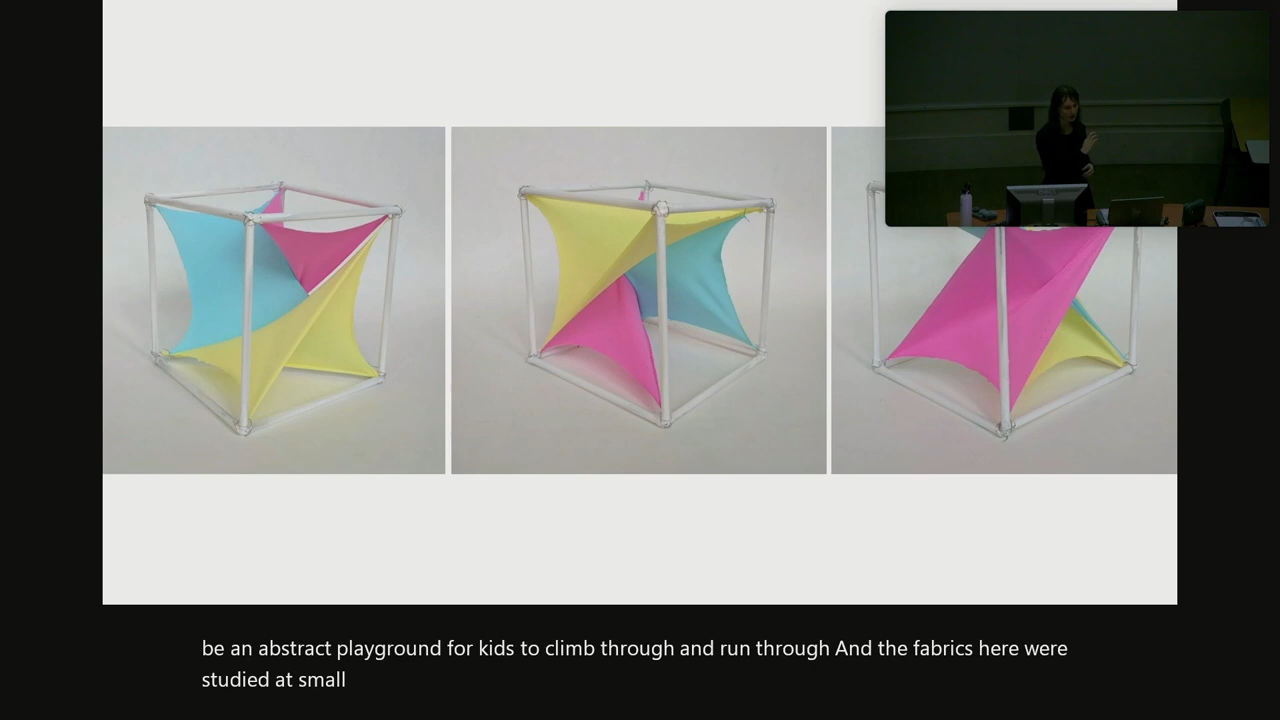 be an abstract playground for kids to climb through and run through And the fabrics here were
studied at small